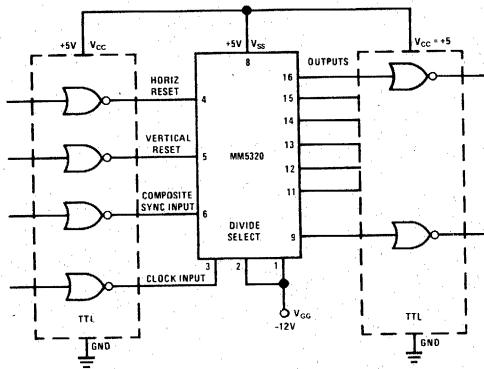 +5V VCC
+5V VSS
VCC = +5
8
OUTPUTS
HORIZ
RESET
4
16
15
14
VERTICAL
RESET
5
MM5320
13
12
11
COMPOSITE
SYNC INPUT
6
DIVIDE
SELECT
9
CLOCK INPUT
3
2
1
TTL
VGG
-12V
TTL
GND
GND